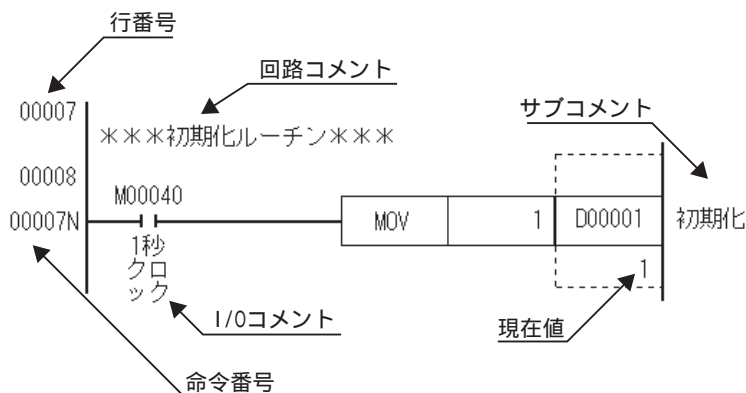 行番号
回路コメント
サブコメント
00007
***初期化ルーチン***
00008
M00040
00007N
MOV
1
D00001
初期化
1秒
クロ
ック
1
I/Oコメント
現在値
命令番号